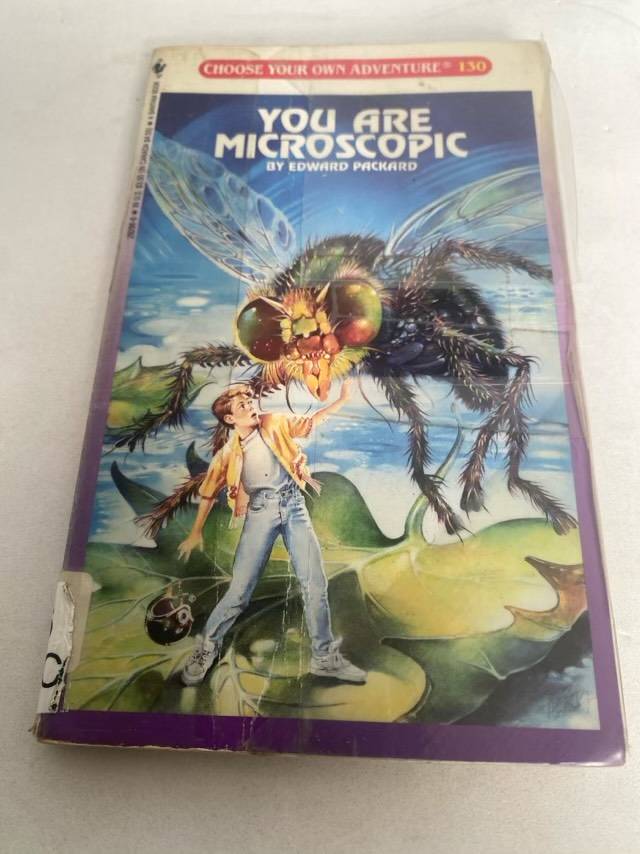 CHOOSE YOUR OWN ADVENTURE® 130
YOU ARE
MICROSCOPIC
BY EDWARD PACKARD